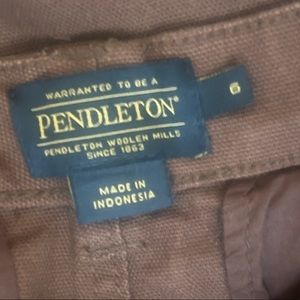 WARRANTED TO BE A
PENDLETON®
PENDLETON WOOLEN MILLS
SINCE 1863
6
MADE IN
INDONESIA